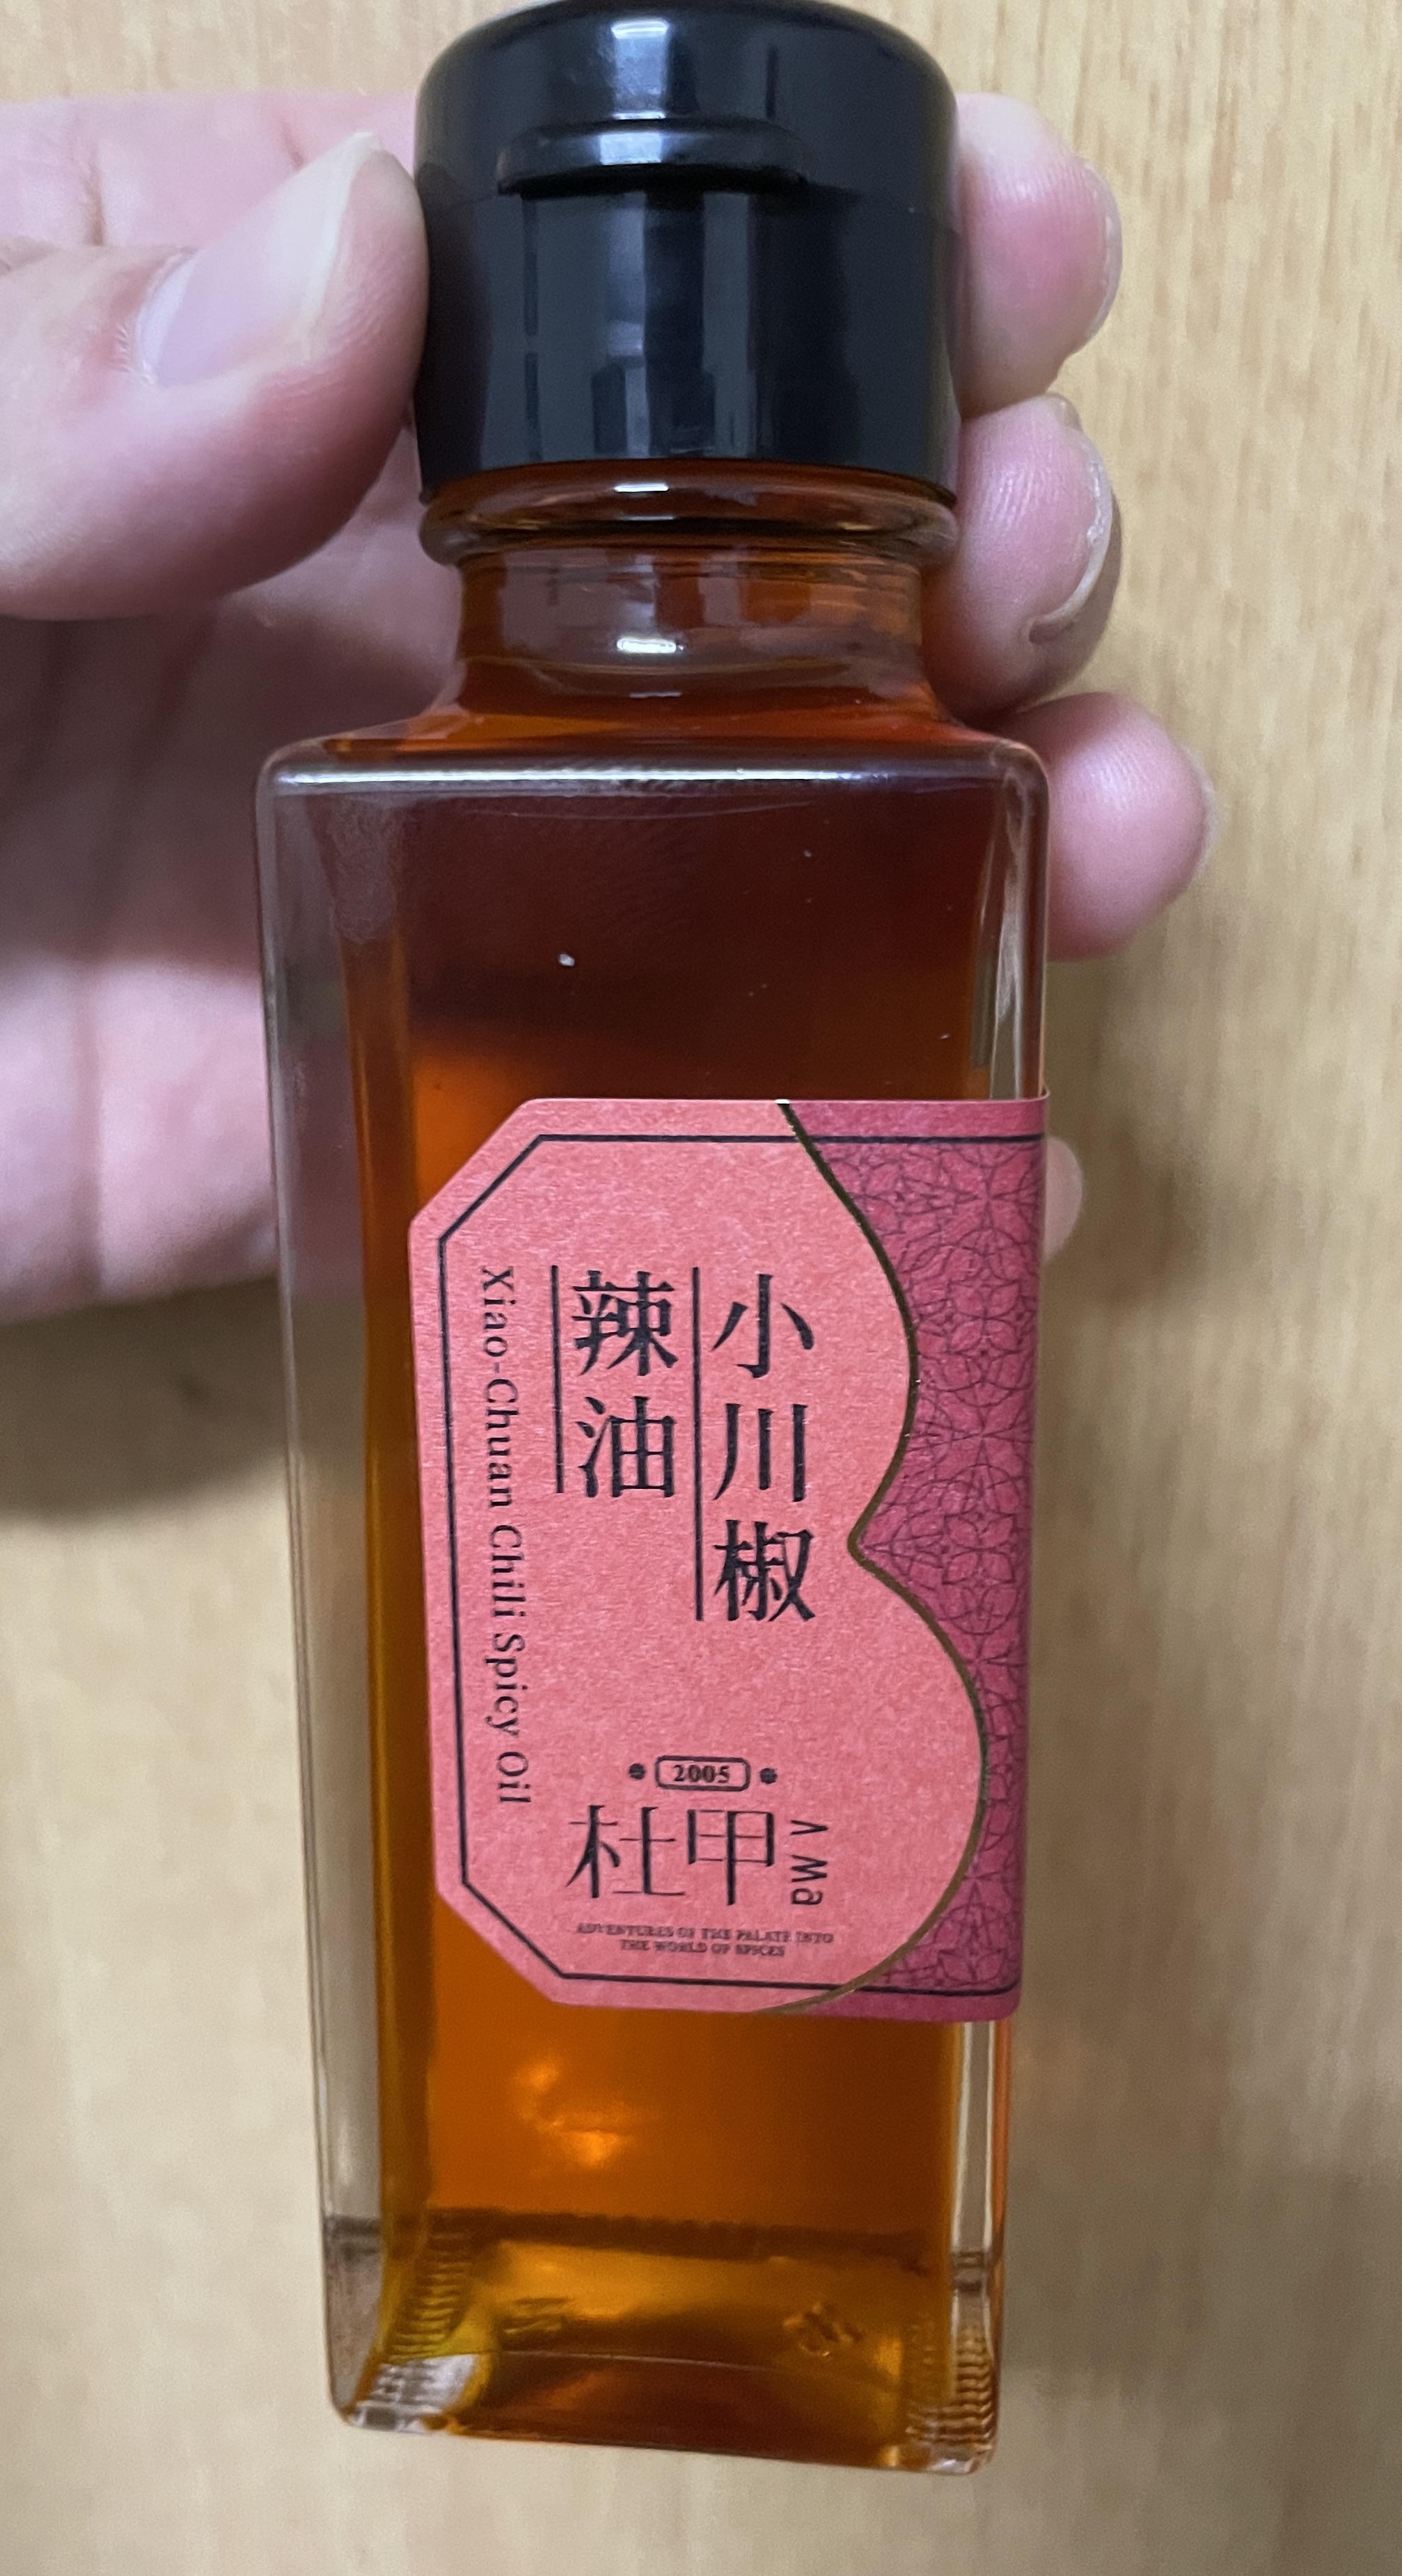 小川椒
辣油
Xiao-Chuan Chili Spicy Oil
2005
杜甲 A Ma
ADVENTURES OF THE PALATE INTO
THE WORLD OF SPICES